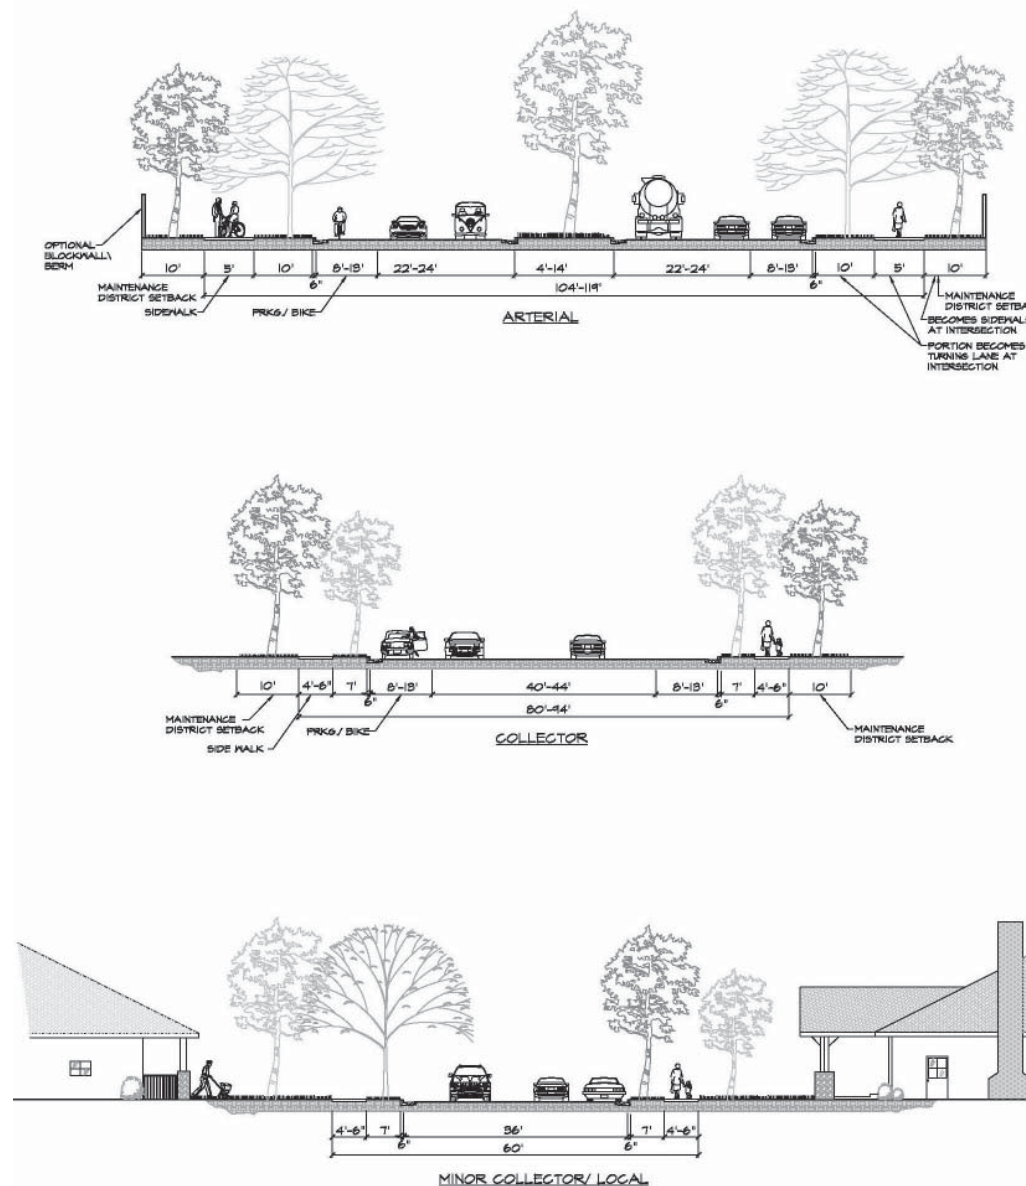 OPTIONAL
BLOCKWALL\
BERM
10'
5'
10'
6"
8'-13'
22'-24'
4'-14'
22'-24'
8'-13'
6"
10'
5'
10'
104'-119'
MAINTENANCE
DISTRICT SETBACK
SIDEWALK
PRKG/ BIKE
ARTERIAL
MAINTENANCE
DISTRICT SETBA
BECOMES SIDEWAL
AT INTERSECTION
PORTION BECOMES
TURNING LANE AT
INTERSECTION
10'
4'-6"
7'
6"
8'-13'
40'-44'
8'-13'
6"
7'
4'-6"
10'
80'-94'
MAINTENANCE
DISTRICT SETBACK
SIDE WALK
PRKG/ BIKE
COLLECTOR
MAINTENANCE
DISTRICT SETBACK
4'-6"
7'
6"
36'
6"
7'
4'-6"
60'
MINOR COLLECTOR/ LOCAL